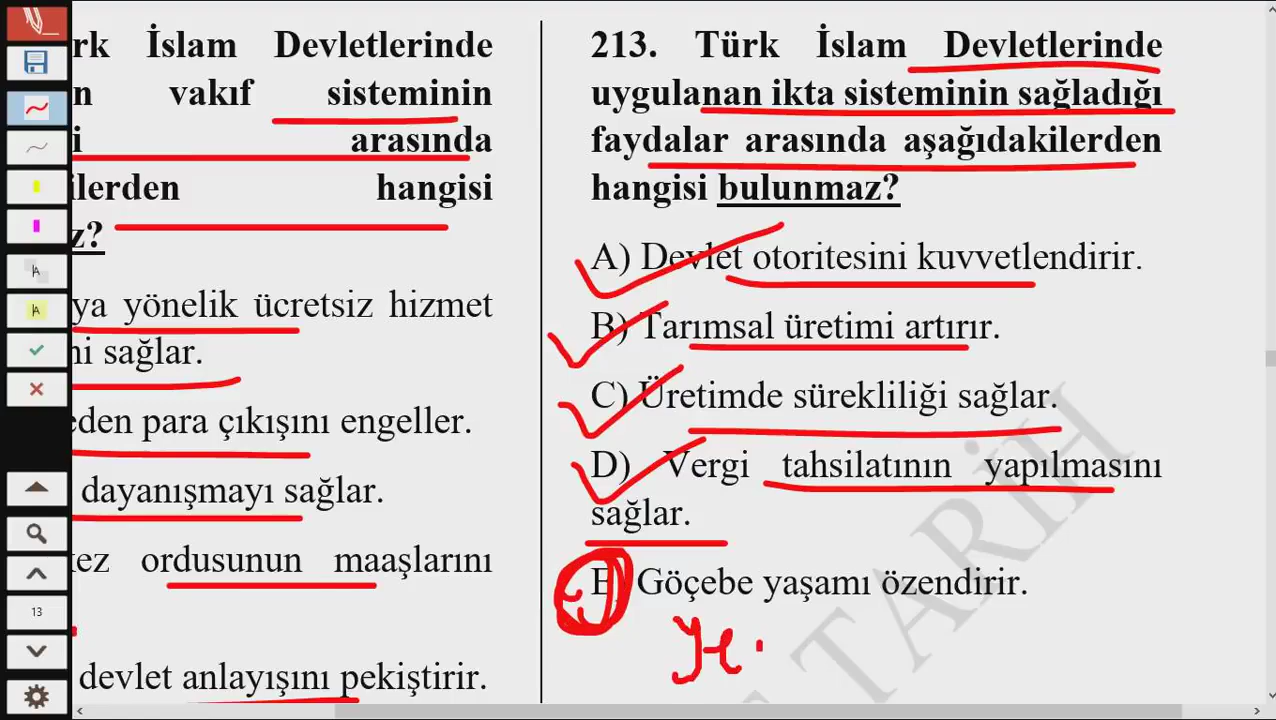 rk İslam Devletlerinde
n vakıf sisteminin
i arasında
ilerden hangisi
z?
ya yönelik ücretsiz hizmet
ni sağlar.
eden para çıkışını engeller.
dayanışmayı sağlar.
kez ordusunun maaşlarını
devlet anlayışını pekiştirir.
213. Türk İslam Devletlerinde
uygulanan ikta sisteminin sağladığı
faydalar arasında aşağıdakilerden
hangisi bulunmaz?
A) Devlet otoritesini kuvvetlendirir.
B) Tarımsal üretimi artırır.
C) Üretimde sürekliliği sağlar.
D) Vergi tahsilatının yapılmasını
sağlar.
E) Göçebe yaşamı özendirir.
TARİH
13